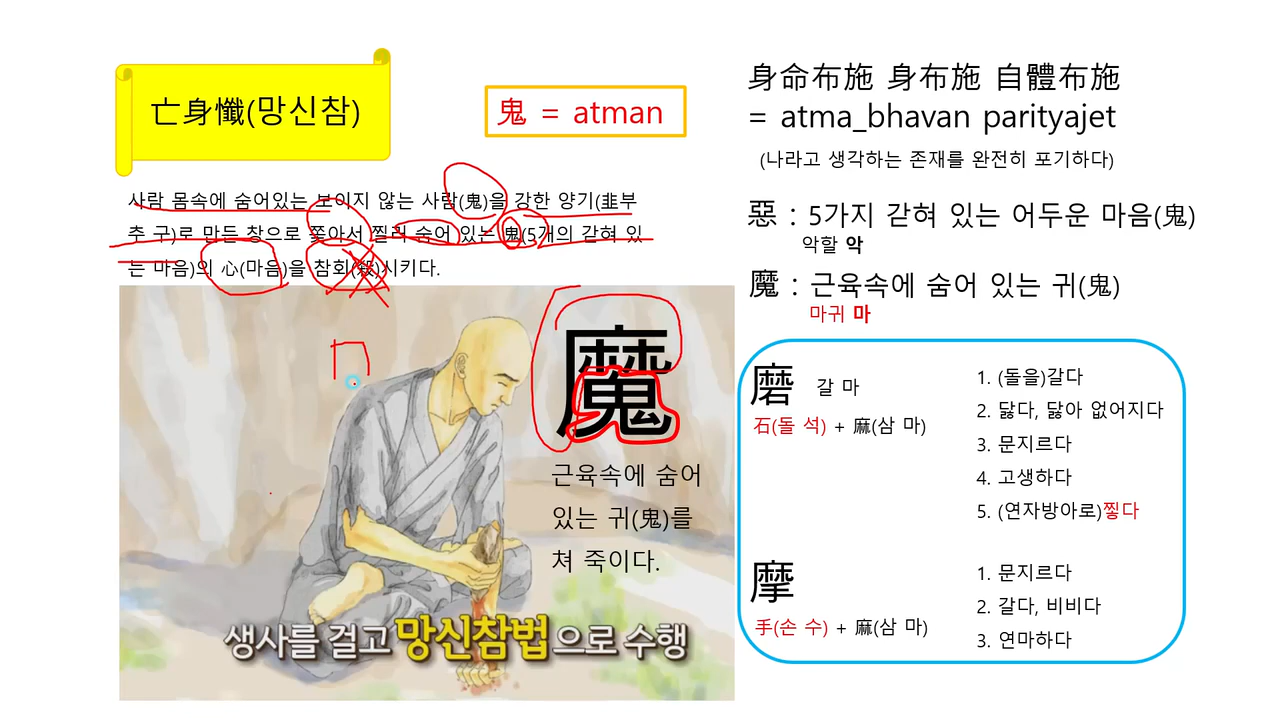 亡身懺(망신참)
鬼 = atman
사람 몸속에 숨어있는 보이지 않는 사람(鬼)을 강한 양기(韭부
추 구)로 만든 창으로 쫓아서 찔러 숨어 있는 鬼(5개의 갇혀 있
는 마음)의 心(마음)을 참회(殺)시키다.
魔
근육속에 숨어
있는 귀(鬼)를
쳐 죽이다.
생사를 걸고 망신참법으로 수행
身命布施 身布施 自體布施
= atma_bhavan parityajet
(나라고 생각하는 존재를 완전히 포기하다)
惡 : 5가지 갇혀 있는 어두운 마음(鬼)
악할 악
魔 : 근육속에 숨어 있는 귀(鬼)
마귀 마
磨 갈 마
石(돌 석) + 麻(삼 마)
1. (돌을)갈다
2. 닳다, 닳아 없어지다
3. 문지르다
4. 고생하다
5. (연자방아로)찧다
摩
手(손 수) + 麻(삼 마)
1. 문지르다
2. 갈다, 비비다
3. 연마하다